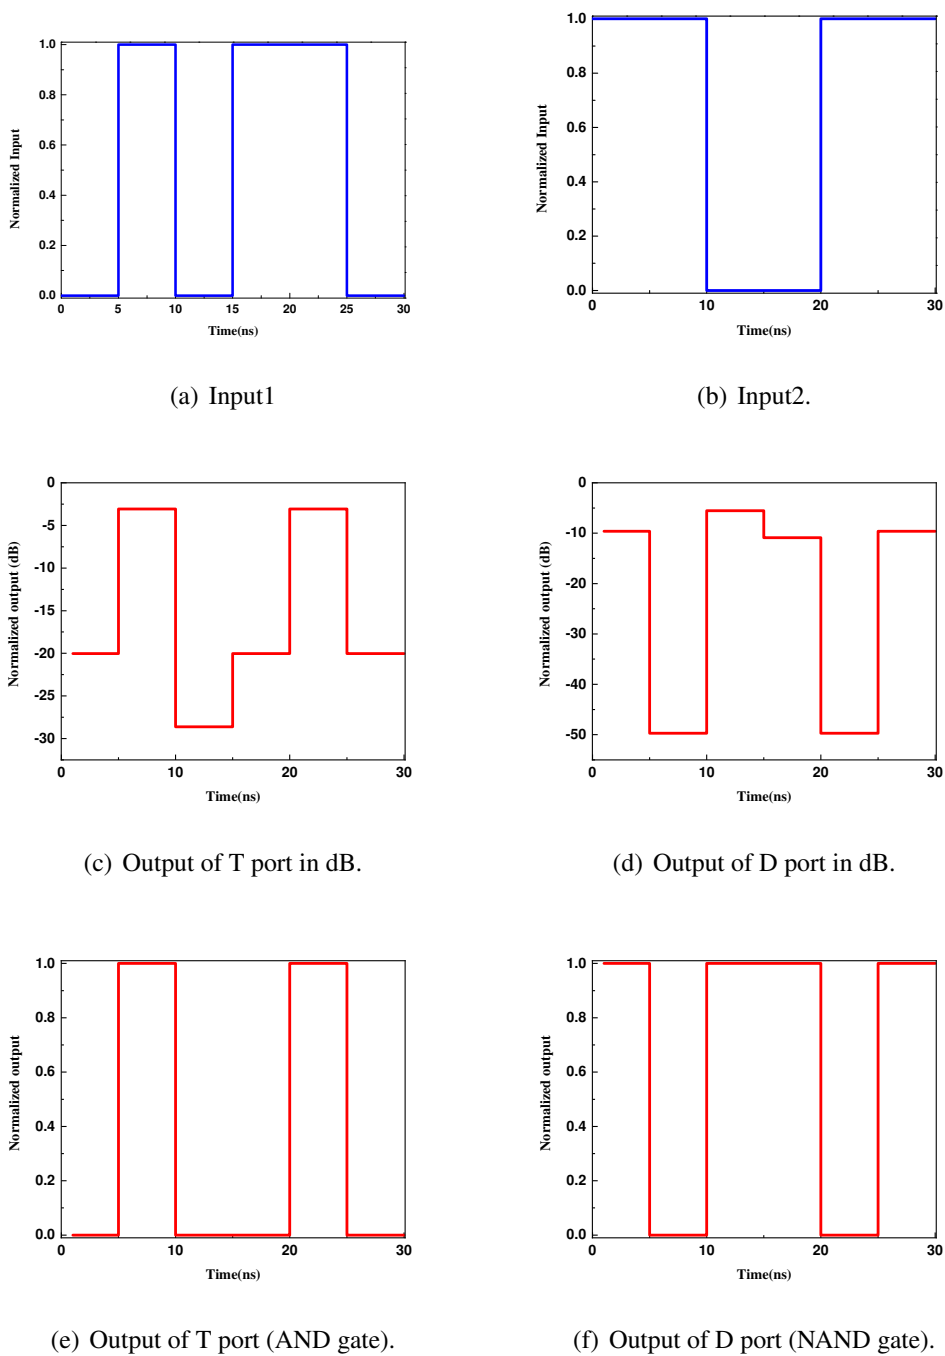 1.0
0.8
0.6
0.4
0.2
0.0
0 5 10 15 20 25 30
Normalized Input
Time(ns)
(a) Input1
1.0
0.8
0.6
0.4
0.2
0.0
0 10 20 30
Normalized Input
Time(ns)
(b) Input2.
0
-5
-10
-15
-20
-25
-30
0 10 20 30
Normalized output (dB)
Time(ns)
(c) Output of T port in dB.
0
-10
-20
-30
-40
-50
0 10 20 30
Normalized output (dB)
Time(ns)
(d) Output of D port in dB.
1.0
0.8
0.6
0.4
0.2
0.0
0 10 20 30
Normalized output
Time(ns)
(e) Output of T port (AND gate).
1.0
0.8
0.6
0.4
0.2
0.0
0 10 20 30
Normalized output
Time(ns)
(f) Output of D port (NAND gate).